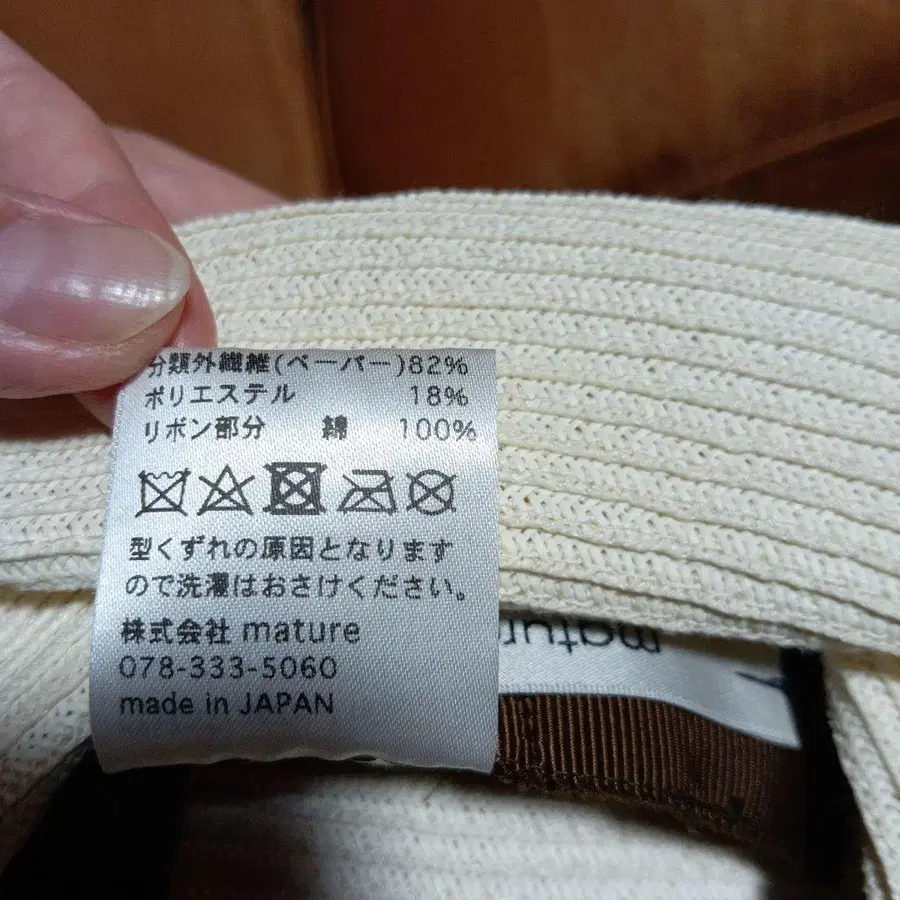 分類外繊維(ペーパー)82%
ポリエステル 18%
リボン部分 綿 100%
型くずれの原因となります
ので洗濯はおさけください。
株式会社 mature
078-333-5060
made in JAPAN
matur